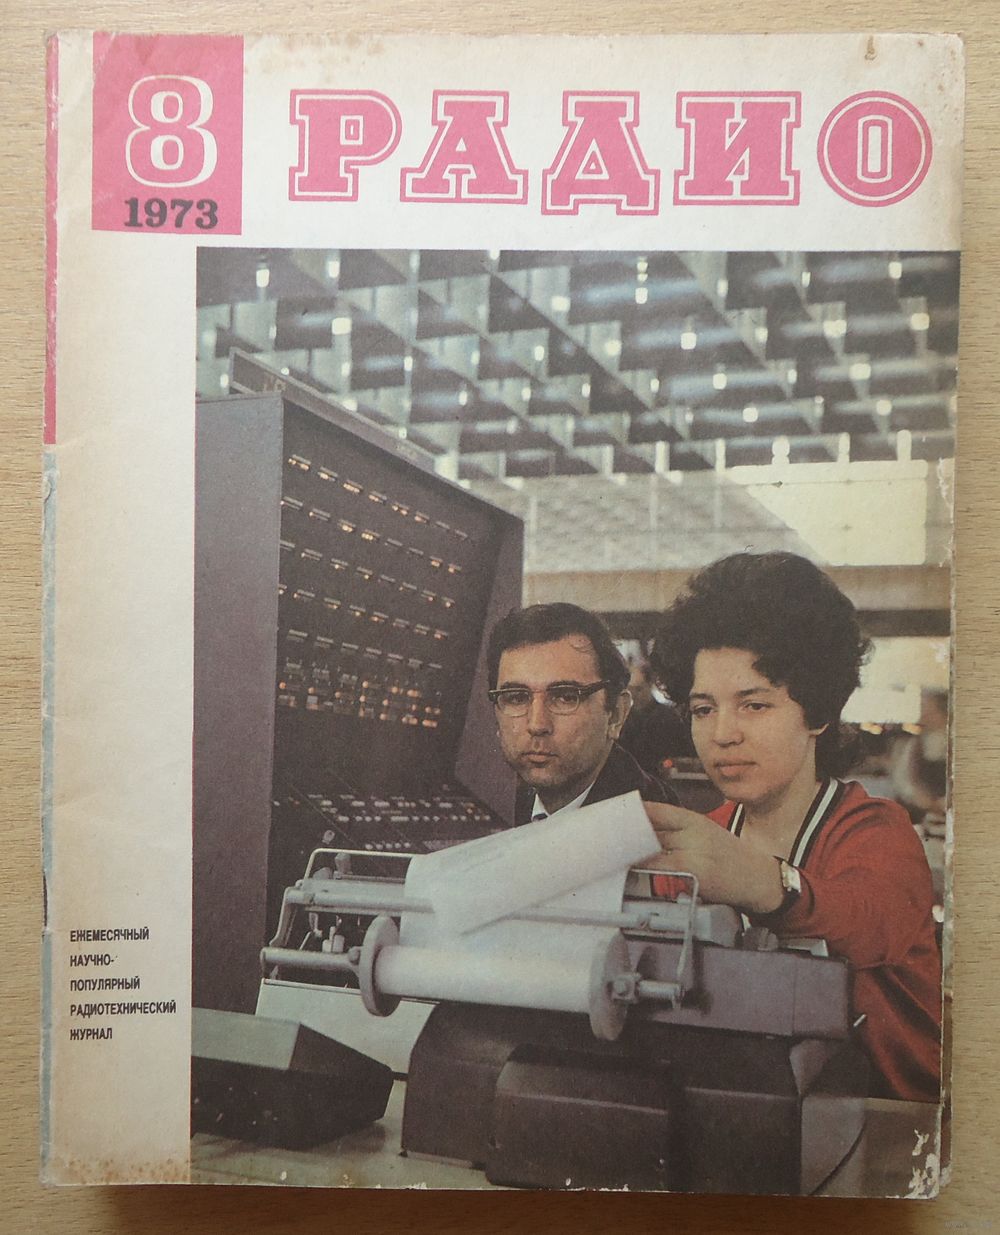 8
1973
РАДИО
ЕЖЕМЕСЯЧНЫЙ
НАУЧНО-
ПОПУЛЯРНЫЙ
РАДИОТЕХНИЧЕСКИЙ
ЖУРНАЛ